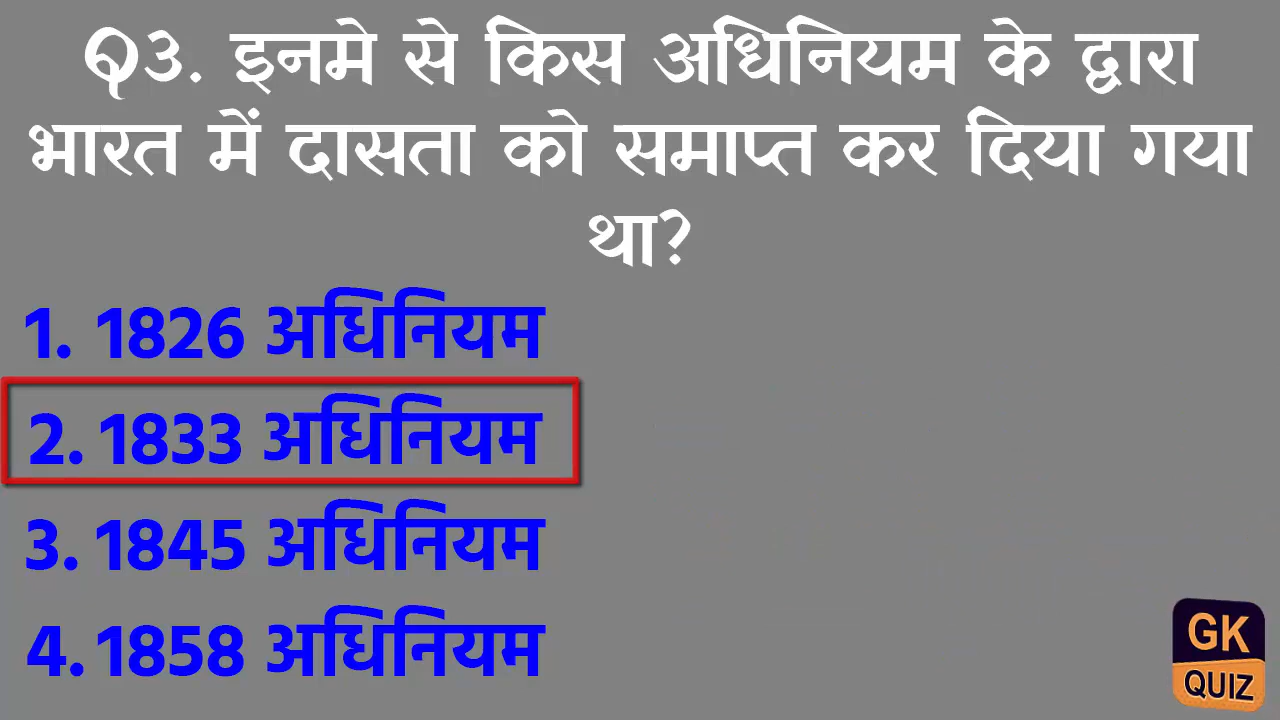 Q3. इनमे से किस अधिनियम के द्वारा
भारत में दासता को समाप्त कर दिया गया
था?
1. 1826 अधिनियम
2. 1833 अधिनियम
3. 1845 अधिनियम
4. 1858 अधिनियम
GK
QUIZ